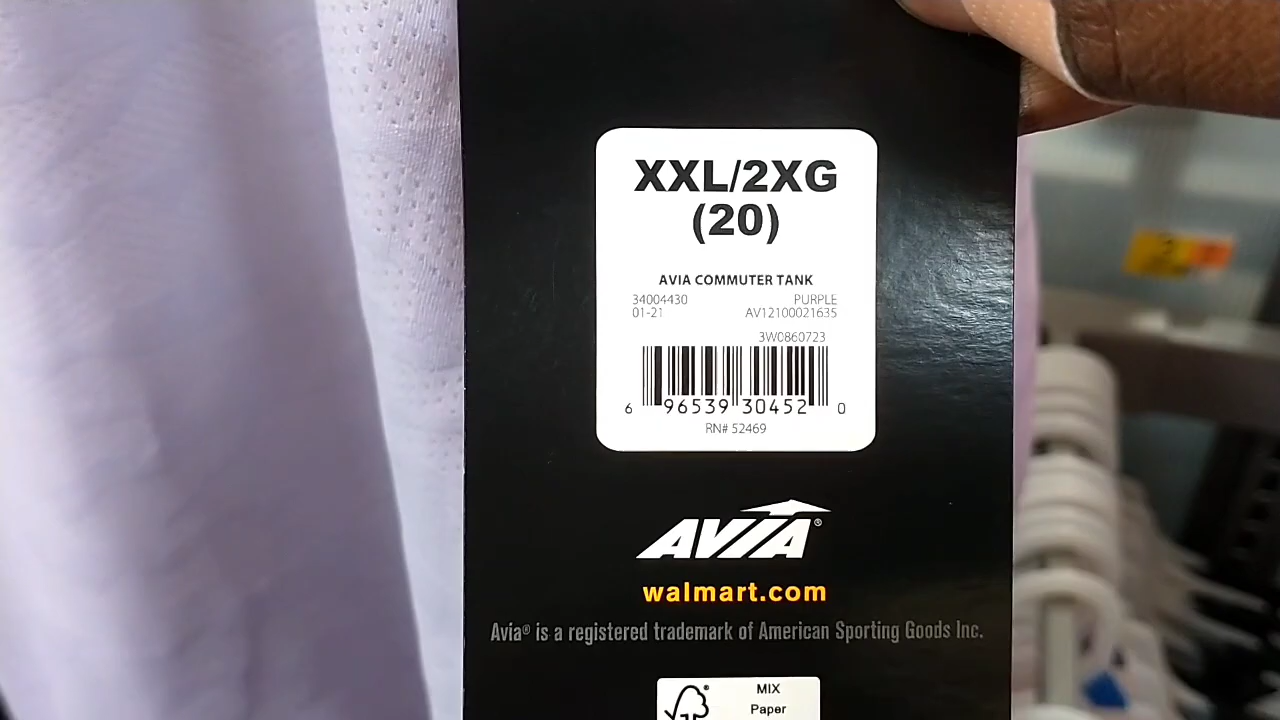 XXL/2XG
(20)
AVIA COMMUTER TANK
34004430 PURPLE
01-21 AV12100021635
3W0860723
6 96539 30452 0
RN# 52469
AVIA®
walmart.com
Avia® is a registered trademark of American Sporting Goods Inc.
MIX
Paper